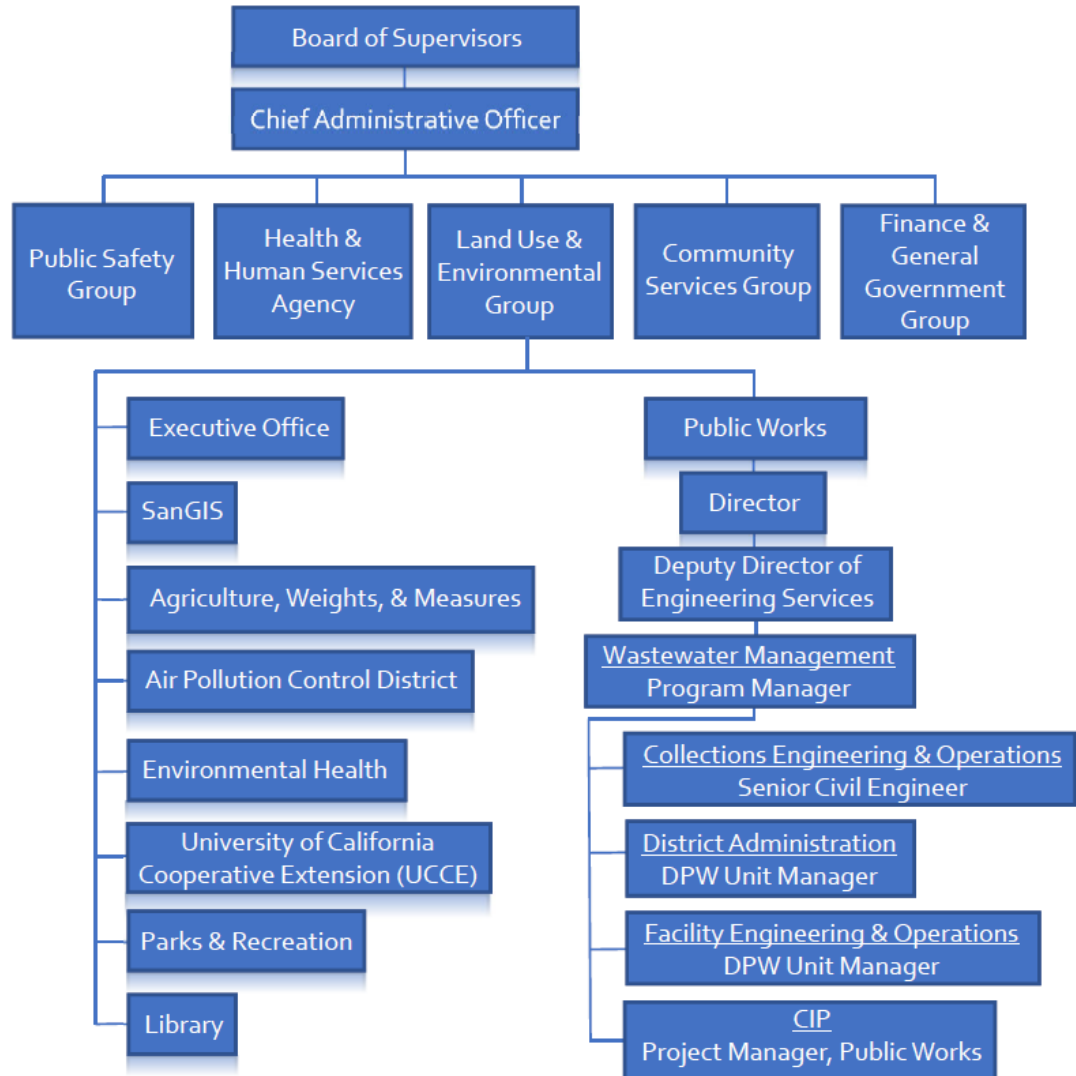 Board of Supervisors
Chief Administrative Officer
Public Safety
Group
Health &
Human Services
Agency
Land Use &
Environmental
Group
Community
Services Group
Finance &
General
Government
Group
Executive Office
SanGIS
Agriculture, Weights, & Measures
Air Pollution Control District
Environmental Health
University of California
Cooperative Extension (UCCE)
Parks & Recreation
Library
Public Works
Director
Deputy Director of
Engineering Services
Wastewater Management
Program Manager
Collections Engineering & Operations
Senior Civil Engineer
District Administration
DPW Unit Manager
Facility Engineering & Operations
DPW Unit Manager
CIP
Project Manager, Public Works